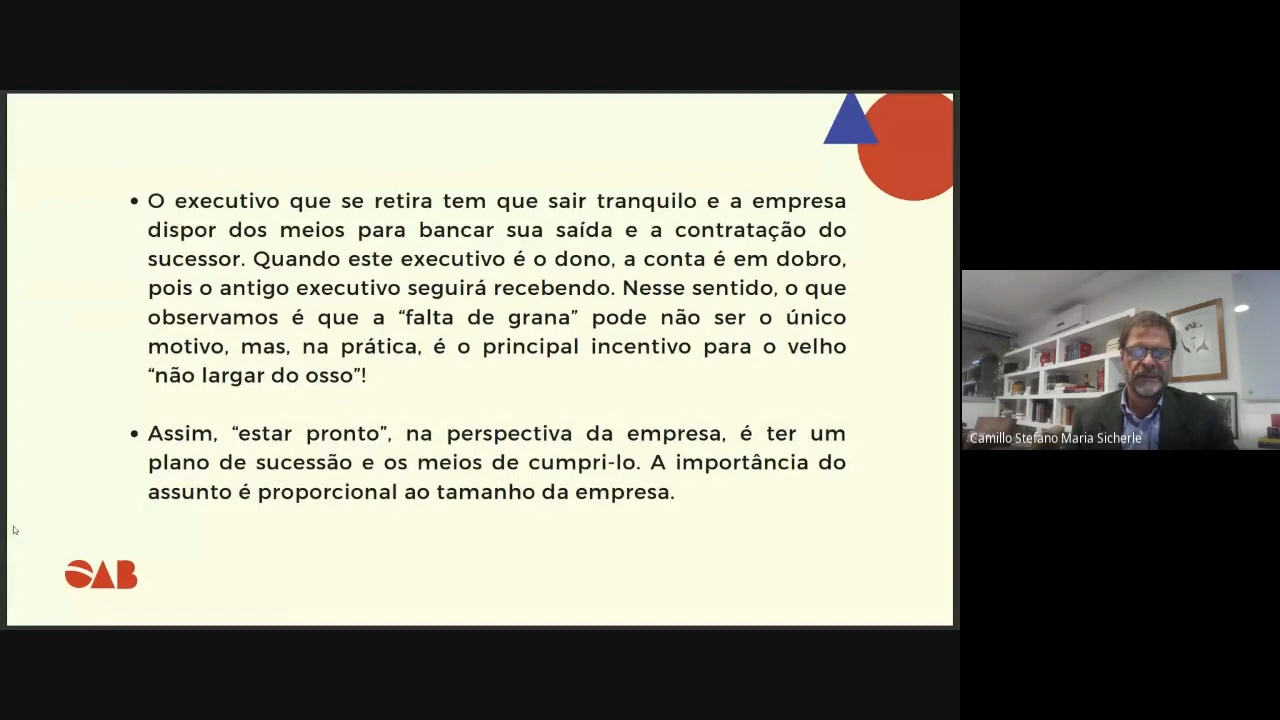 • O executivo que se retira tem que sair tranquilo e a empresa
dispor dos meios para bancar sua saída e a contratação do
sucessor. Quando este executivo é o dono, a conta é em dobro,
pois o antigo executivo seguirá recebendo. Nesse sentido, o que
observamos é que a “falta de grana” pode não ser o único
motivo, mas, na prática, é o principal incentivo para o velho
“não largar do osso”!
• Assim, “estar pronto”, na perspectiva da empresa, é ter um
plano de sucessão e os meios de cumpri-lo. A importância do
assunto é proporcional ao tamanho da empresa.
OAB
Camillo Stefano Maria Sicherle